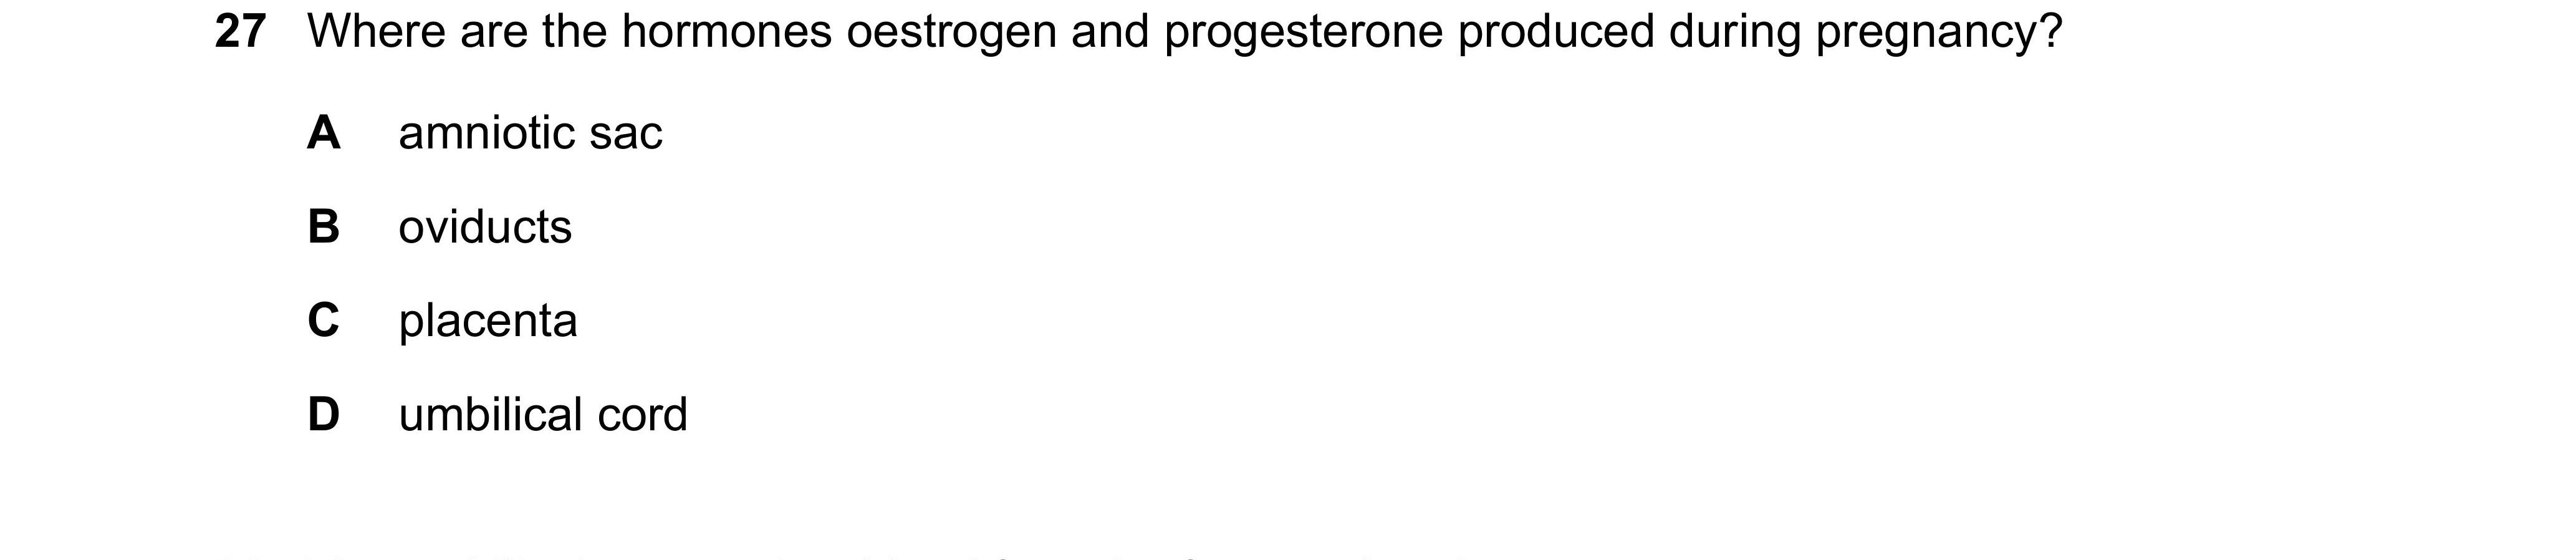 27 Where are the hormones oestrogen and progesterone produced during pregnancy?
A amniotic sac
B oviducts
C placenta
D umbilical cord